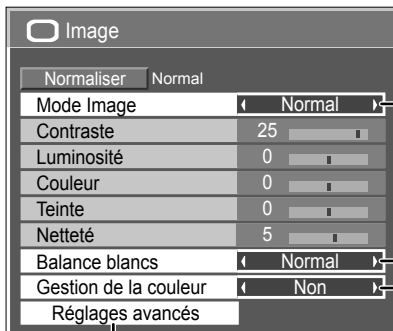 Image
Normaliser Normal
Mode Image Normal
Contraste 25
Luminosité 0
Couleur 0
Teinte 0
Netteté 5
Balance blancs Normal
Gestion de la couleur Non
Réglages avancés